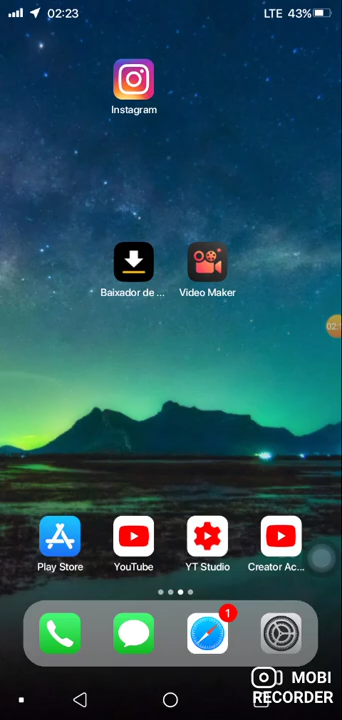 02:23
LTE 43%
Instagram
Baixador de ...
Video Maker
Play Store
YouTube
YT Studio
Creator Ac...
1
MOBI
RECORDER